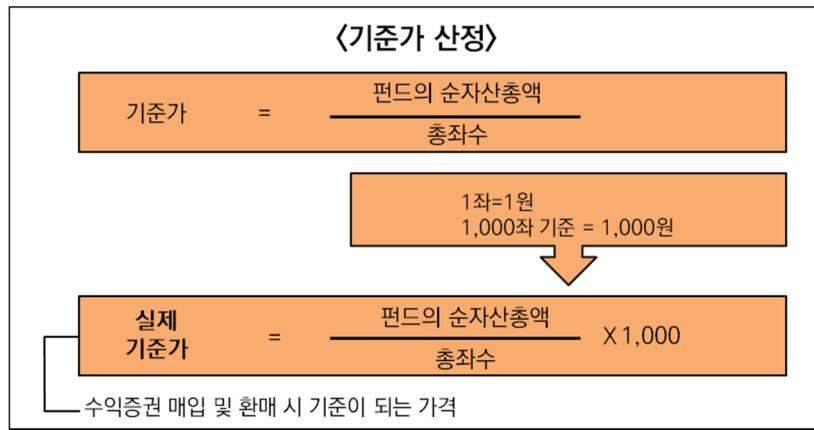 〈기준가 산정〉
기준가 = 펀드의 순자산총액
총좌수
1좌=1원
1,000좌 기준 = 1,000원
실제
기준가 = 펀드의 순자산총액
총좌수
X 1,000
수익증권 매입 및 환매 시 기준이 되는 가격